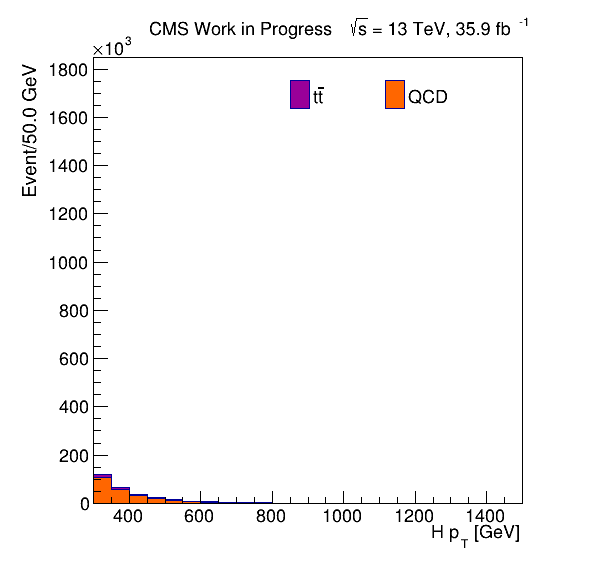 CMS Work in Progress √s = 13 TeV, 35.9 fb⁻¹
×10³
Event/50.0 GeV
1800
1600
1400
1200
1000
800
600
400
200
0
tt̄
QCD
400 600 800 1000 1200 1400
H p_T [GeV]